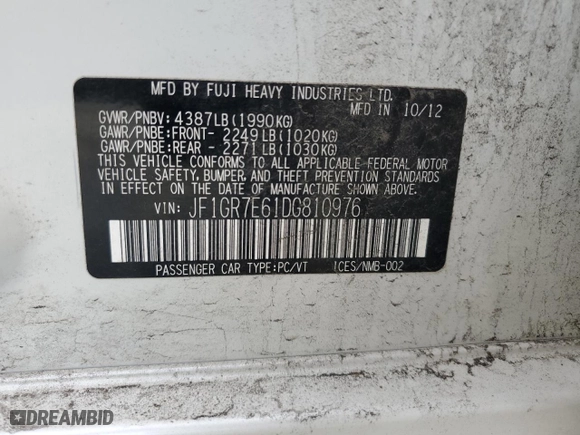 MFD BY FUJI HEAVY INDUSTRIES LTD.
MFD IN 10/12
GVWR/PNBV: 4387LB(1990KG)
GAWR/PNBE:FRONT- 2249LB(1020KG)
GAWR/PNBE:REAR - 2271LB(1030KG)
THIS VEHICLE CONFORMS TO ALL APPLICABLE FEDERAL MOTOR
VEHICLE SAFETY, BUMPER, AND THEFT PREVENTION STANDARDS
IN EFFECT ON THE DATE OF MANUFACTURE SHOWN ABOVE.
VIN: JF1GR7E61DG810976
PASSENGER CAR TYPE:PC/VT ICES/NMB-002
DREAMBID